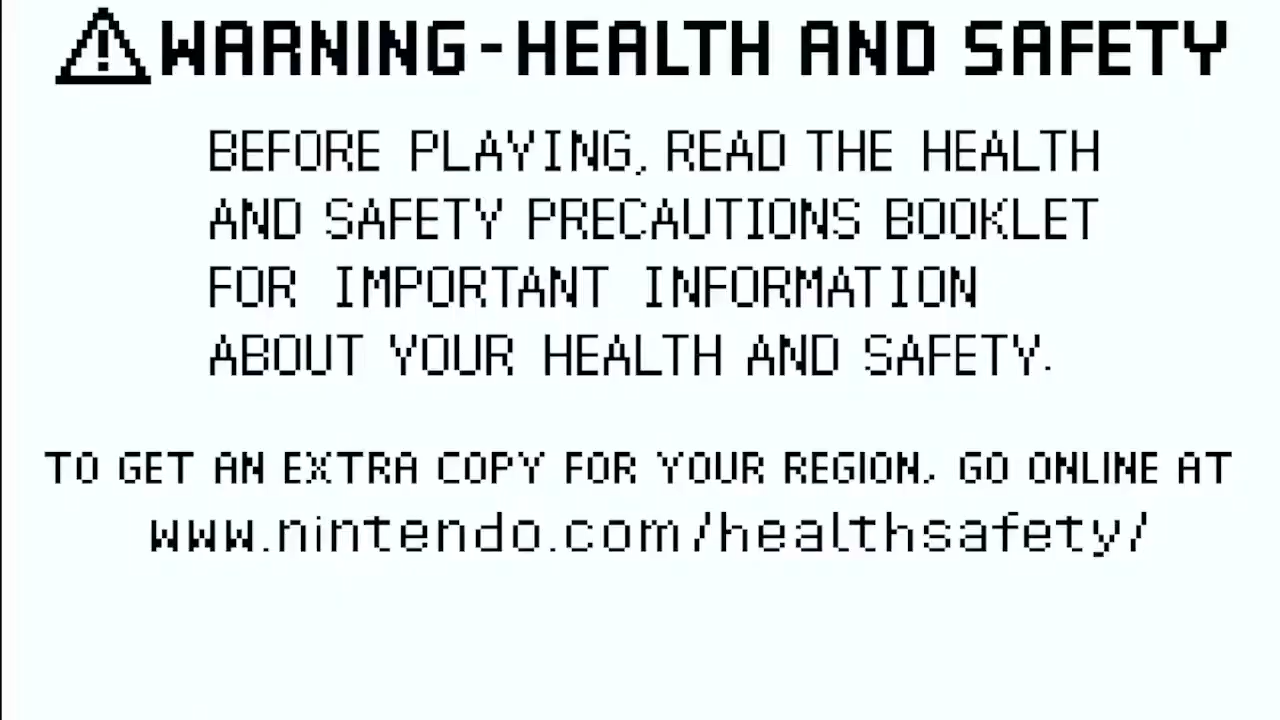 ⚠WARNING-HEALTH AND SAFETY
BEFORE PLAYING, READ THE HEALTH
AND SAFETY PRECAUTIONS BOOKLET
FOR IMPORTANT INFORMATION
ABOUT YOUR HEALTH AND SAFETY.
TO GET AN EXTRA COPY FOR YOUR REGION, GO ONLINE AT
www.nintendo.com/healthsafety/